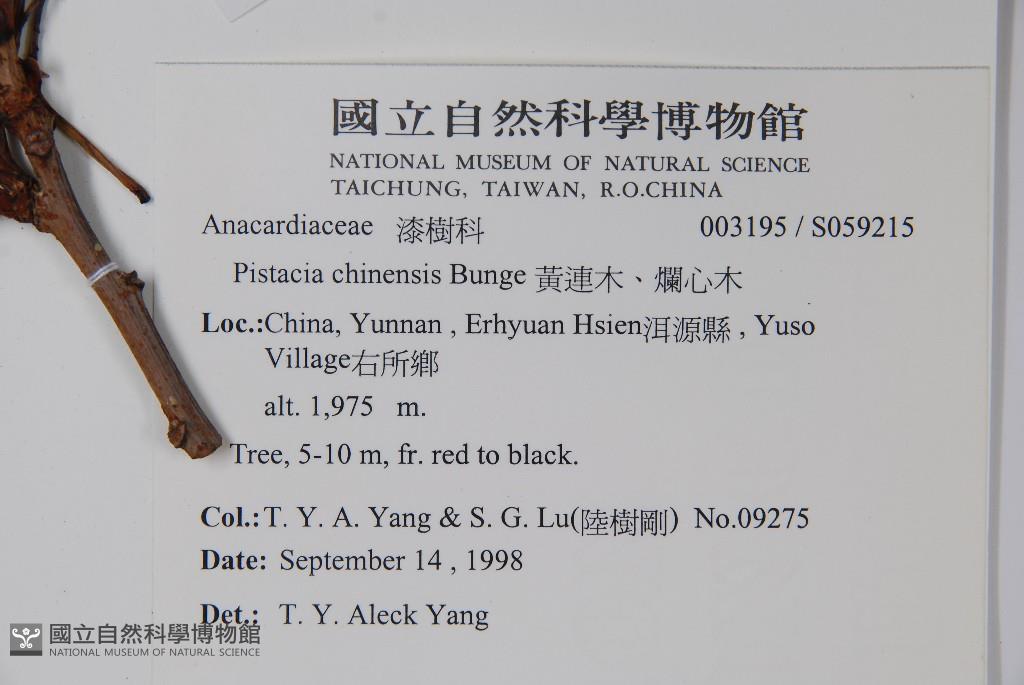 國立自然科學博物館
NATIONAL MUSEUM OF NATURAL SCIENCE
TAICHUNG, TAIWAN, R.O.CHINA
Anacardiaceae 漆樹科 003195 / S059215
Pistacia chinensis Bunge 黃連木、爛心木
Loc.:China, Yunnan , Erhyuan Hsien洱源縣 , Yuso
Village右所鄉
alt. 1,975 m.
Tree, 5-10 m, fr. red to black.
Col.:T. Y. A. Yang & S. G. Lu(陸樹剛) No.09275
Date: September 14 , 1998
Det.: T. Y. Aleck Yang
國立自然科學博物館
NATIONAL MUSEUM OF NATURAL SCIENCE